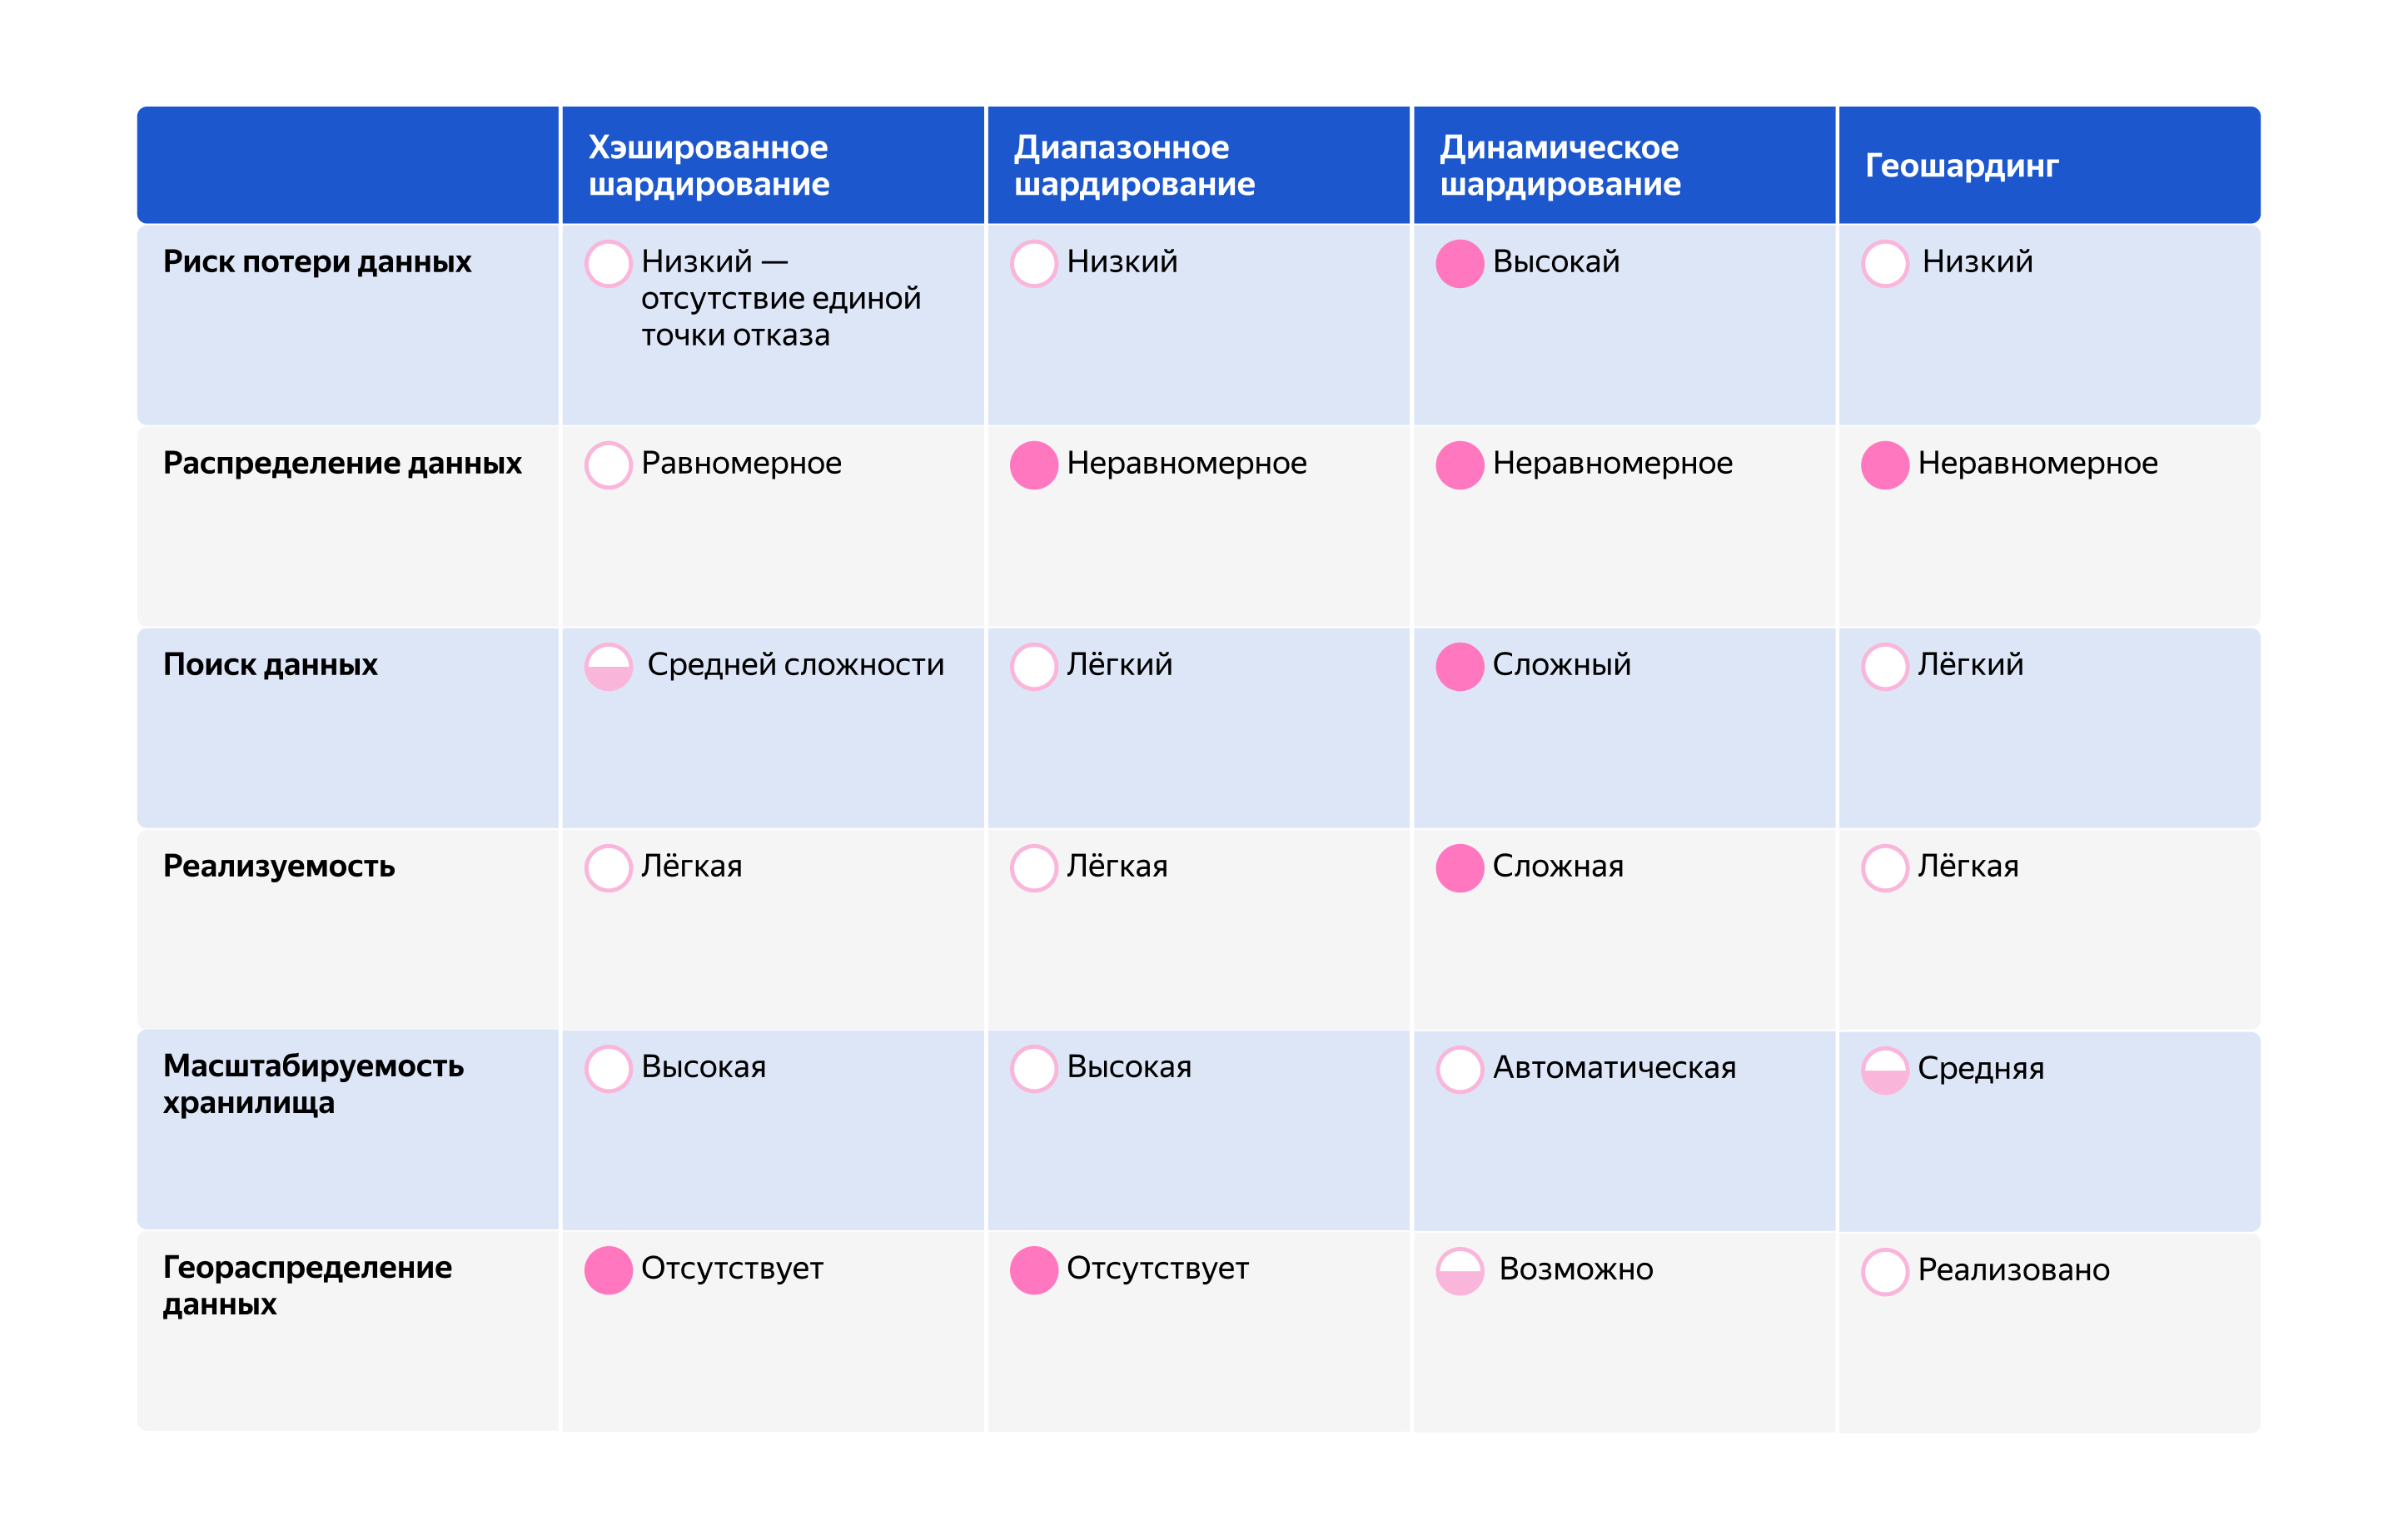 Хэшированное
шардирование
Диапазонное
шардирование
Динамическое
шардирование
Геошардинг
Риск потери данных
Низкий —
отсутствие единой
точки отказа
Низкий
Высокай
Низкий
Распределение данных
Равномерное
Неравномерное
Неравномерное
Неравномерное
Поиск данных
Средней сложности
Лёгкий
Сложный
Лёгкий
Реализуемость
Лёгкая
Лёгкая
Сложная
Лёгкая
Масштабируемость
хранилища
Высокая
Высокая
Автоматическая
Средняя
Геораспределение
данных
Отсутствует
Отсутствует
Возможно
Реализовано